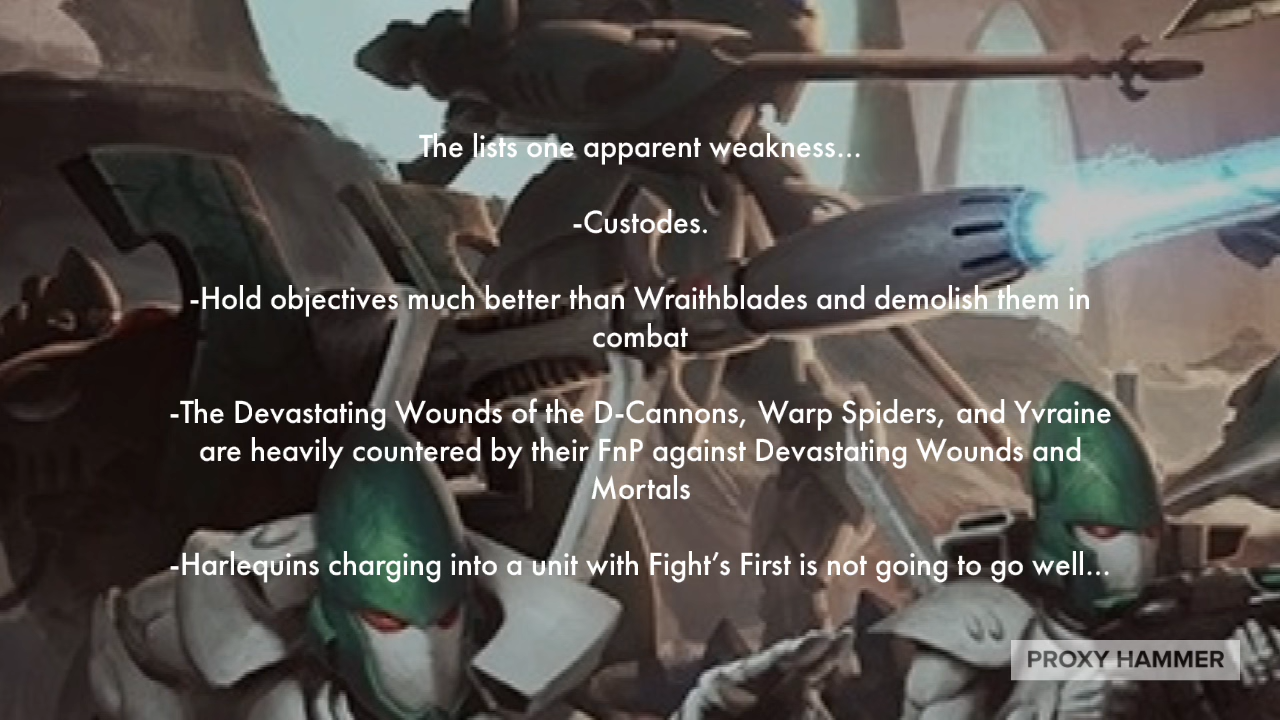 The lists one apparent weakness...
-Custodes.
-Hold objectives much better than Wraithblades and demolish them in
combat
-The Devastating Wounds of the D-Cannons, Warp Spiders, and Yvraine
are heavily countered by their FnP against Devastating Wounds and
Mortals
-Harlequins charging into a unit with Fight’s First is not going to go well...
PROXY HAMMER